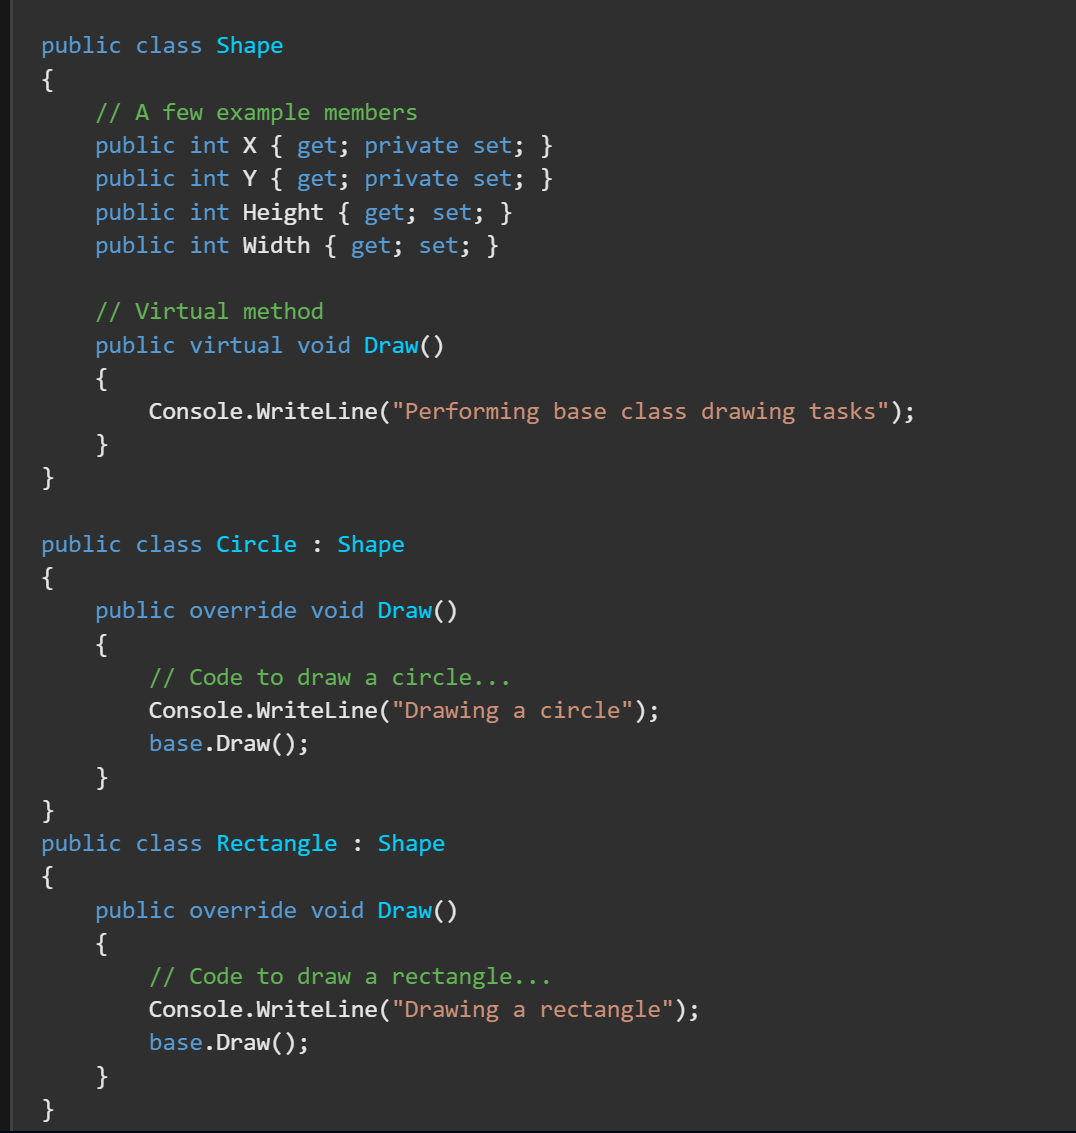 public class Shape
{
    // A few example members
    public int X { get; private set; }
    public int Y { get; private set; }
    public int Height { get; set; }
    public int Width { get; set; }

    // Virtual method
    public virtual void Draw()
    {
        Console.WriteLine("Performing base class drawing tasks");
    }
}

public class Circle : Shape
{
    public override void Draw()
    {
        // Code to draw a circle...
        Console.WriteLine("Drawing a circle");
        base.Draw();
    }
}
public class Rectangle : Shape
{
    public override void Draw()
    {
        // Code to draw a rectangle...
        Console.WriteLine("Drawing a rectangle");
        base.Draw();
    }
}